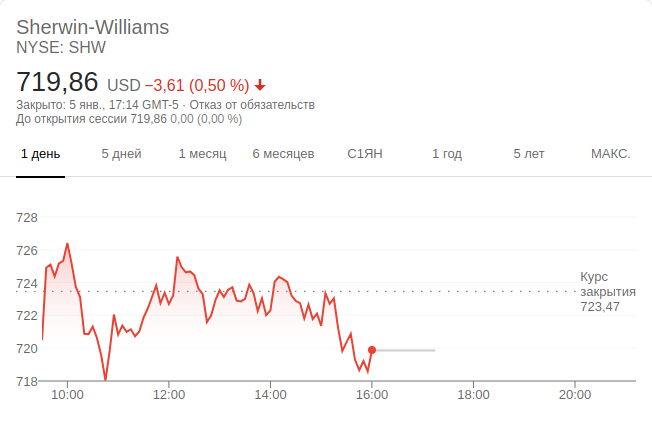 Sherwin-Williams
NYSE: SHW
719,86 USD −3,61 (0,50 %)
Закрыто: 5 янв., 17:14 GMT-5 · Отказ от обязательств
До открытия сессии 719,86 0,00 (0,00 %)
1 день 5 дней 1 месяц 6 месяцев С1ЯН 1 год 5 лет МАКС.
728
726
724
722
720
718
Курс
закрытия
723,47
10:00 12:00 14:00 16:00 18:00 20:00